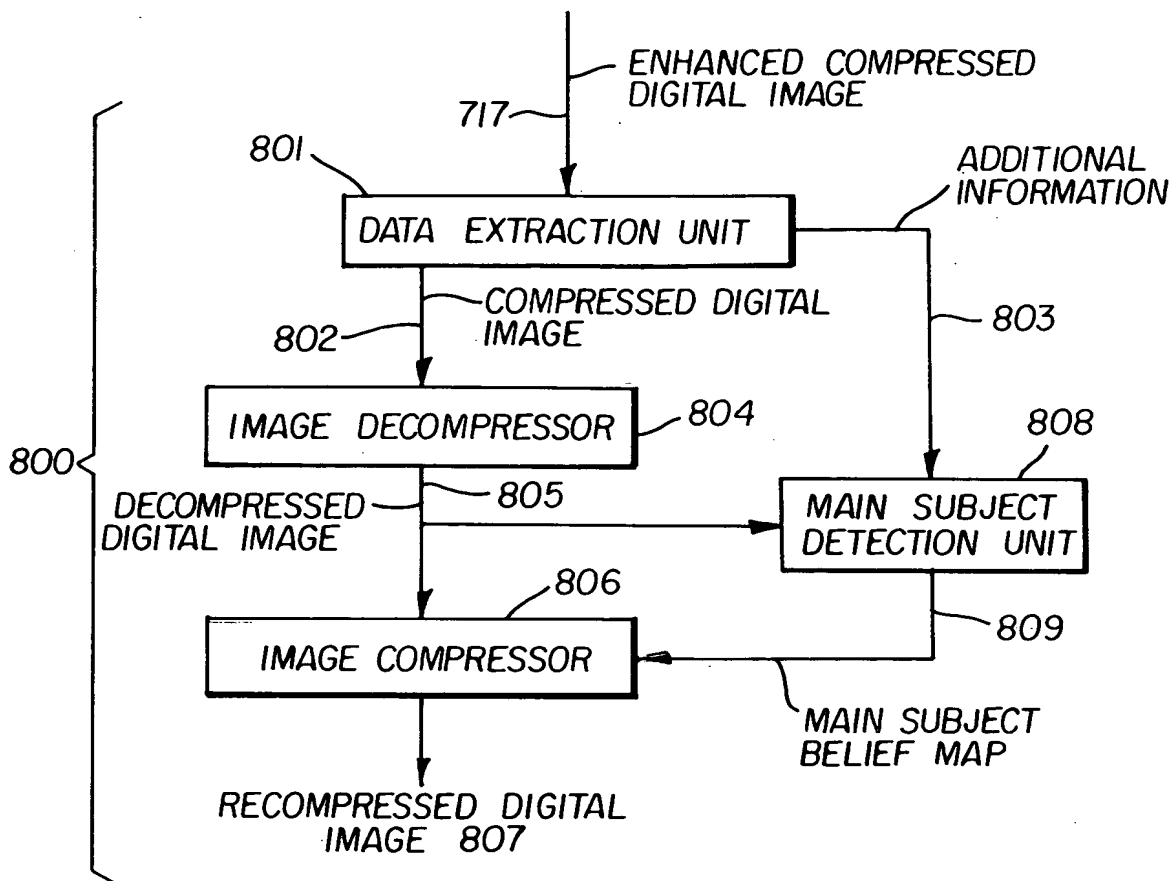 ENHANCED COMPRESSED
DIGITAL IMAGE
717
801
ADDITIONAL
INFORMATION
DATA EXTRACTION UNIT
COMPRESSED DIGITAL
IMAGE
802
803
IMAGE DECOMPRESSOR
804
808
800
805
DECOMPRESSED
DIGITAL IMAGE
MAIN SUBJECT
DETECTION UNIT
806
809
IMAGE COMPRESSOR
MAIN SUBJECT
BELIEF MAP
RECOMPRESSED DIGITAL
IMAGE 807